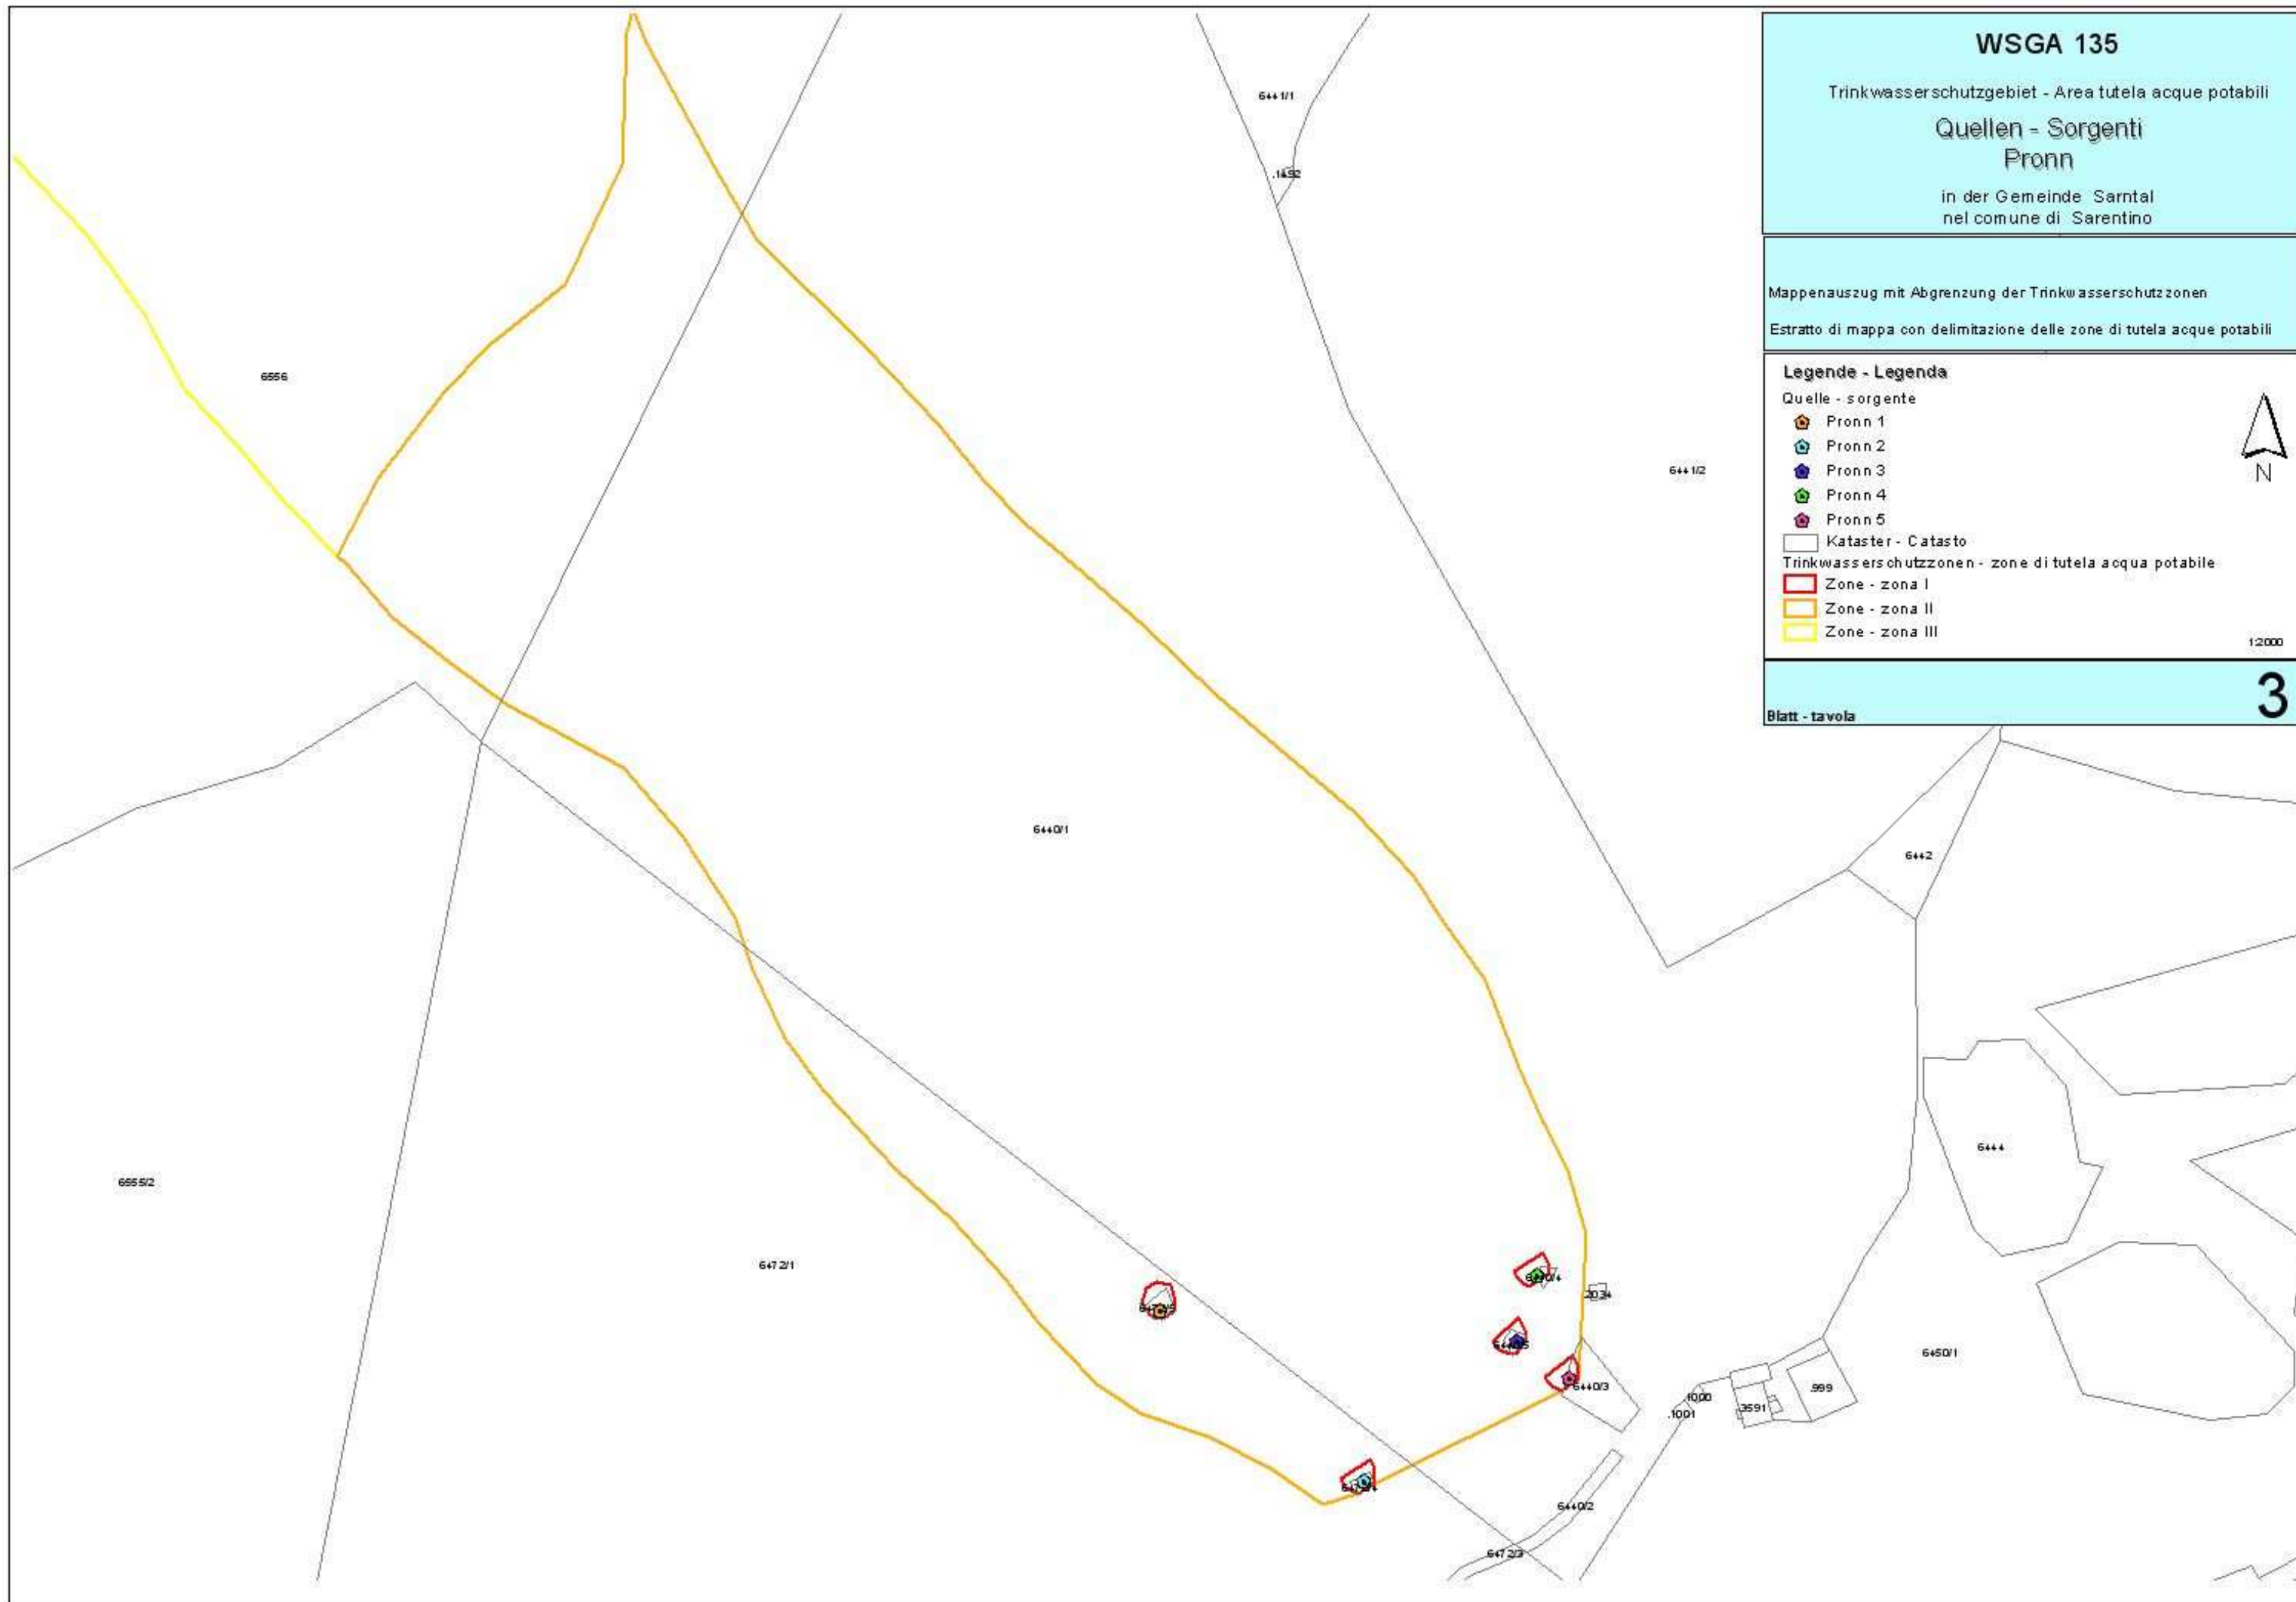 WSGA 135
Trinkwasserschutzgebiet - Area tutela acque potabili
Quellen - Sorgenti
Pronn
in der Gemeinde Sarntal
nel comune di Sarentino
Mappenauszug mit Abgrenzung der Trinkwasserschutzzonen
Estratto di mappa con delimitazione delle zone di tutela acque potabili
Legende - Legenda
Quelle - sorgente
Pronn 1
Pronn 2
Pronn 3
Pronn 4
Pronn 5
Kataster - Catasto
Trinkwasserschutzzonen - zone di tutela acqua potabile
Zone - zona I
Zone - zona II
Zone - zona III
N
1:2000
Blatt - tavola
3
6441/1
.1492
6556
6441/2
6440/1
6442
6444
6555/2
6472/1
.2034
6450/1
6440/3
.1000
.999
.3591
.1001
6440/2
6472/3